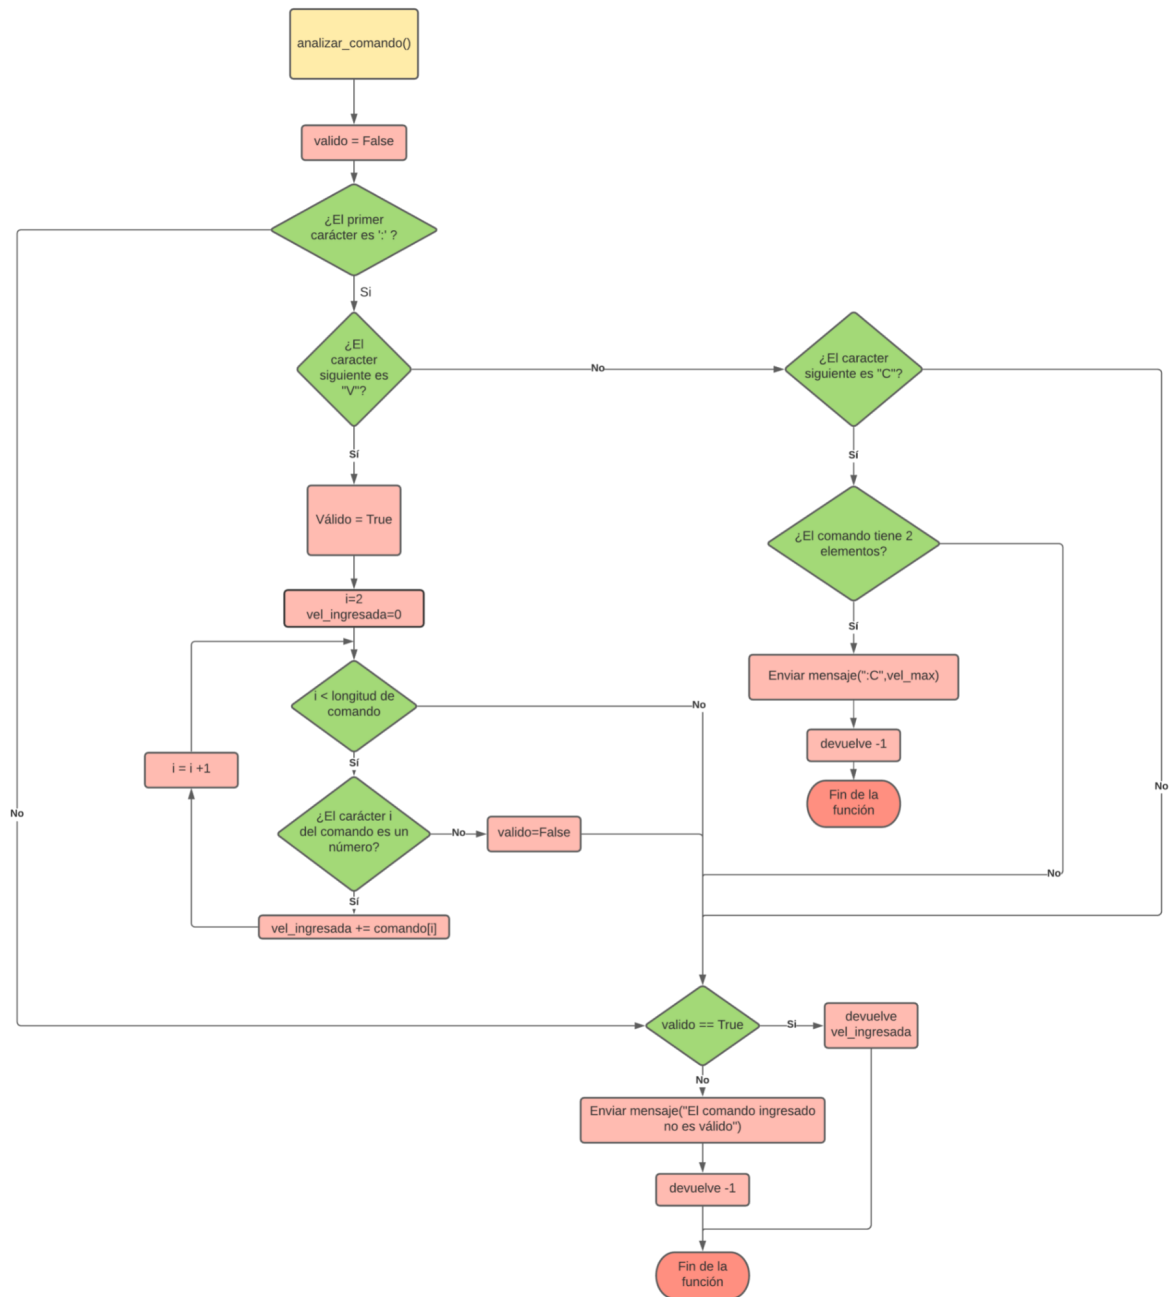 analizar_comando()
valido = False
¿El primer
carácter es ':' ?
Si
¿El
caracter
siguiente es
"V"?
No
¿El caracter
siguiente es "C"?
Sí
Sí
Válido = True
¿El comando tiene 2
elementos?
i=2
vel_ingresada=0
Sí
Enviar mensaje(":C",vel_max)
i < longitud de
comando
No
devuelve -1
Sí
i = i +1
No
Fin de la
función
No
¿El carácter i
del comando es un
número?
No
valido=False
No
Sí
vel_ingresada += comando[i]
valido == True
Si
devuelve
vel_ingresada
No
Enviar mensaje("El comando ingresado
no es válido")
devuelve -1
Fin de la
función